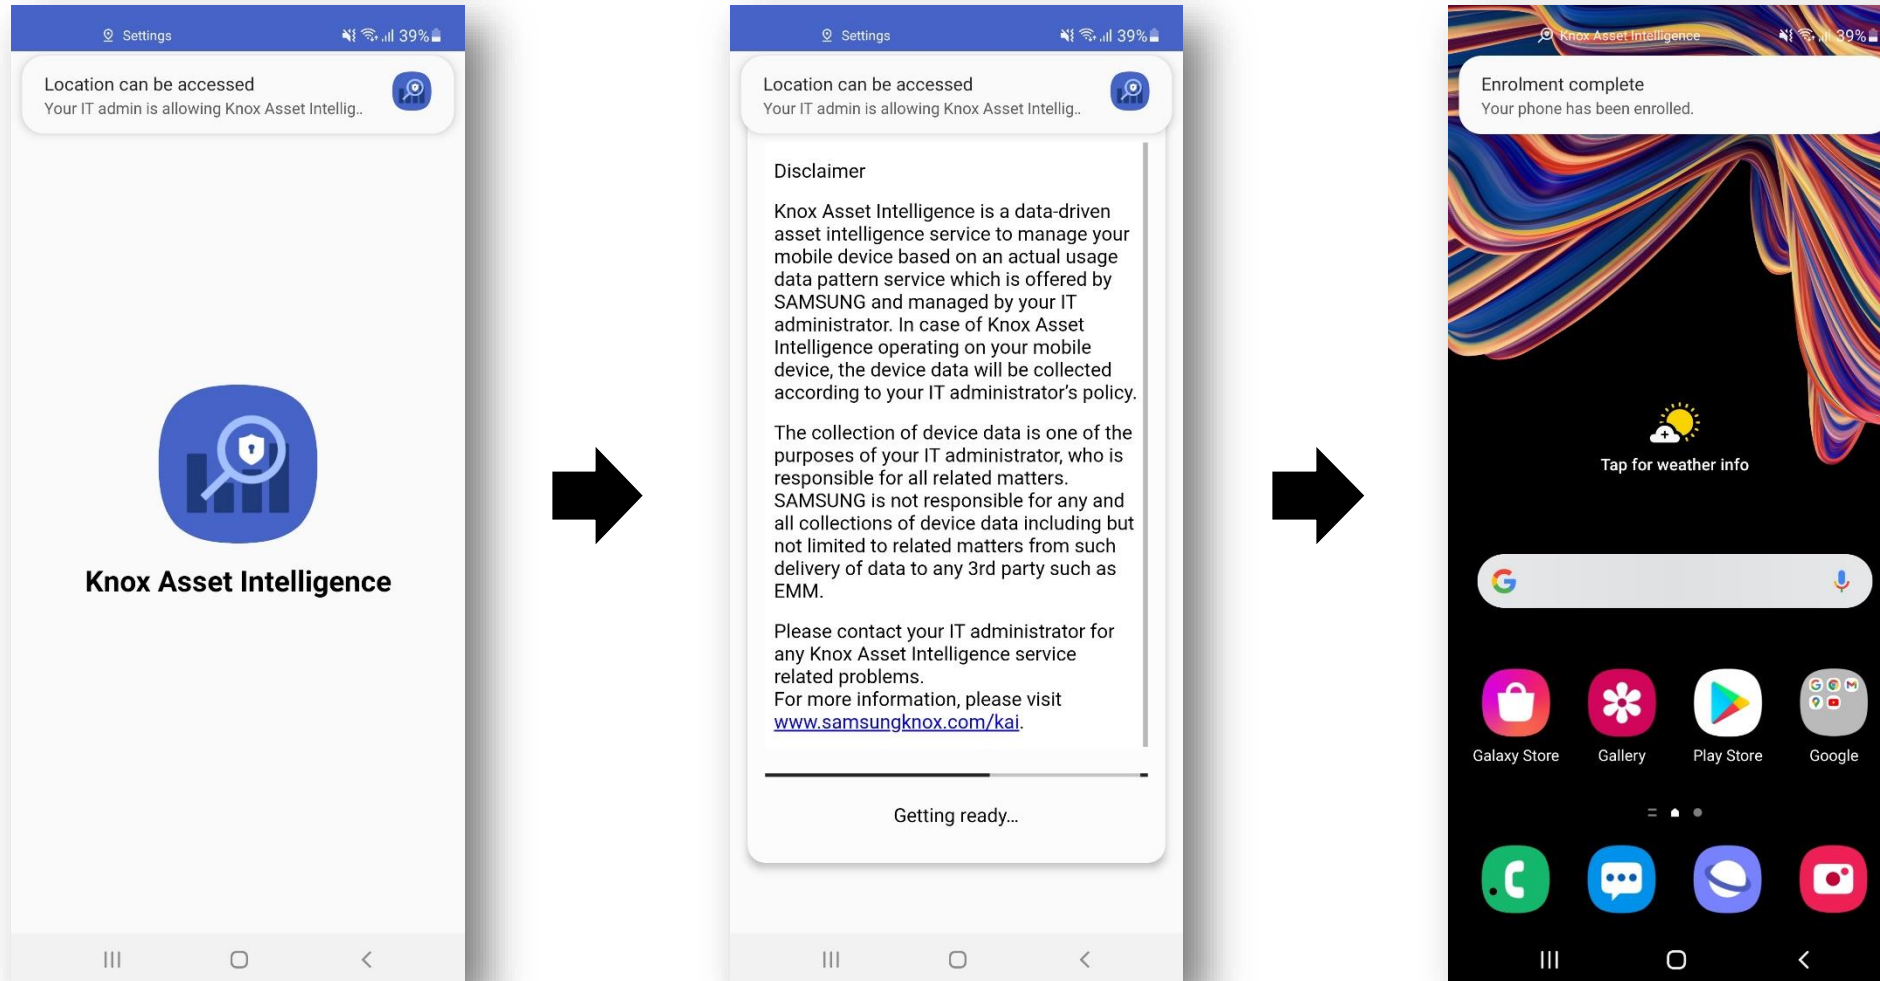 Settings
39%
Location can be accessed
Your IT admin is allowing Knox Asset Intellig..
Knox Asset Intelligence
Settings
39%
Location can be accessed
Your IT admin is allowing Knox Asset Intellig..
Disclaimer
Knox Asset Intelligence is a data-driven
asset intelligence service to manage your
mobile device based on an actual usage
data pattern service which is offered by
SAMSUNG and managed by your IT
administrator. In case of Knox Asset
Intelligence operating on your mobile
device, the device data will be collected
according to your IT administrator’s policy.
The collection of device data is one of the
purposes of your IT administrator, who is
responsible for all related matters.
SAMSUNG is not responsible for any and
all collections of device data including but
not limited to related matters from such
delivery of data to any 3rd party such as
EMM.
Please contact your IT administrator for
any Knox Asset Intelligence service
related problems.
For more information, please visit
www.samsungknox.com/kai.
Getting ready…
Knox Asset Intelligence
39%
Enrolment complete
Your phone has been enrolled.
Tap for weather info
Galaxy Store
Gallery
Play Store
Google